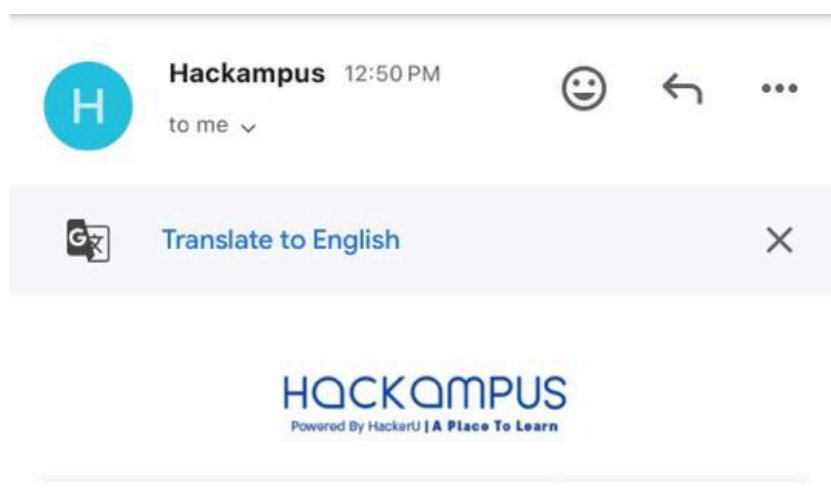 H
Hackampus 12:50 PM
to me
Translate to English
HACKAMPUS
Powered By HackerU | A Place To Learn